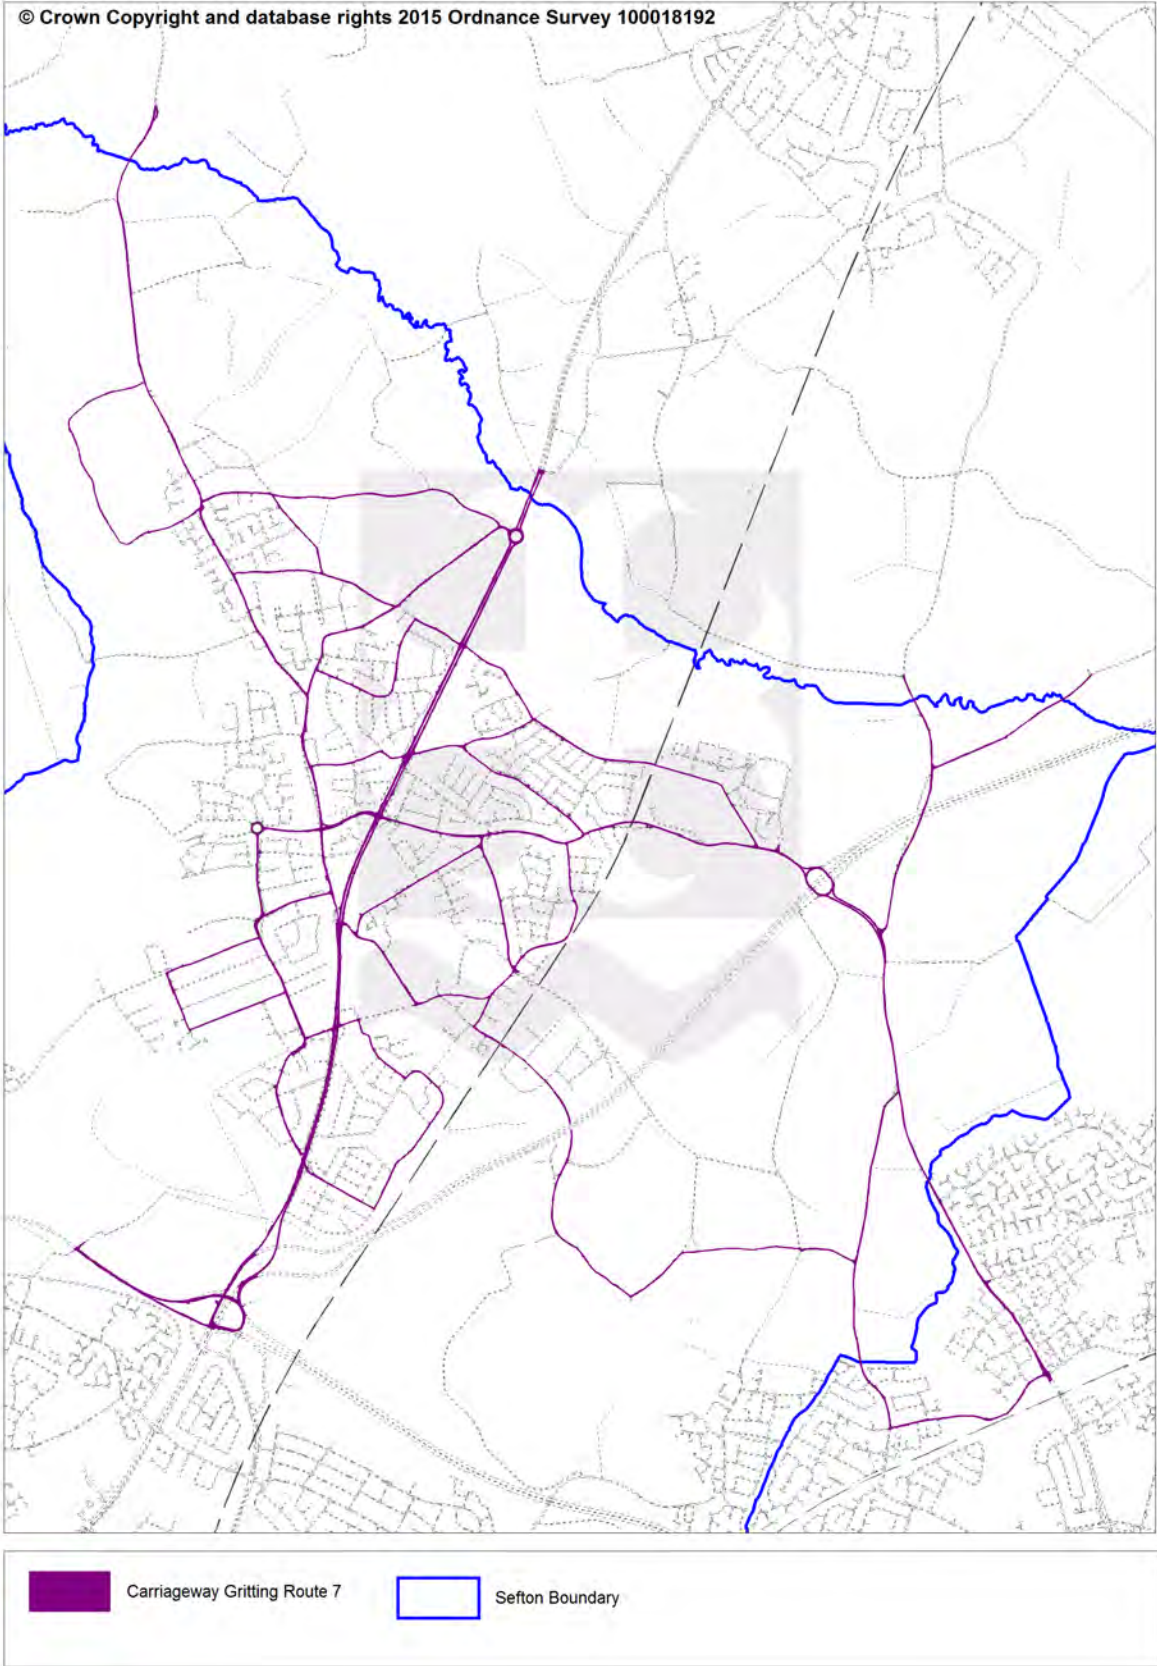 © Crown Copyright and database rights 2015 Ordnance Survey 100018192
Carriageway Gritting Route 7
Sefton Boundary